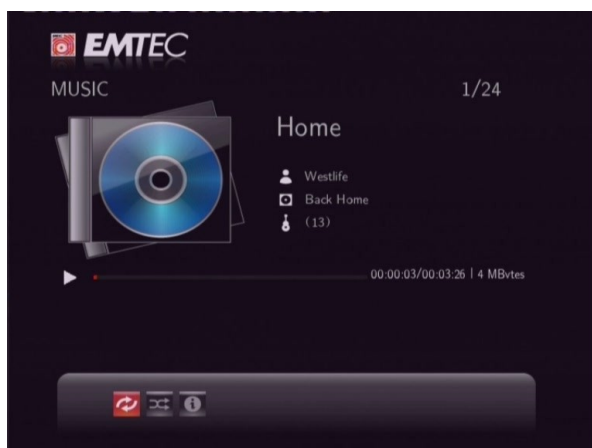 EMTEC
MUSIC
1/24
Home
Westlife
Back Home
(13)
00:00:03/00:03:26 | 4 MBytes